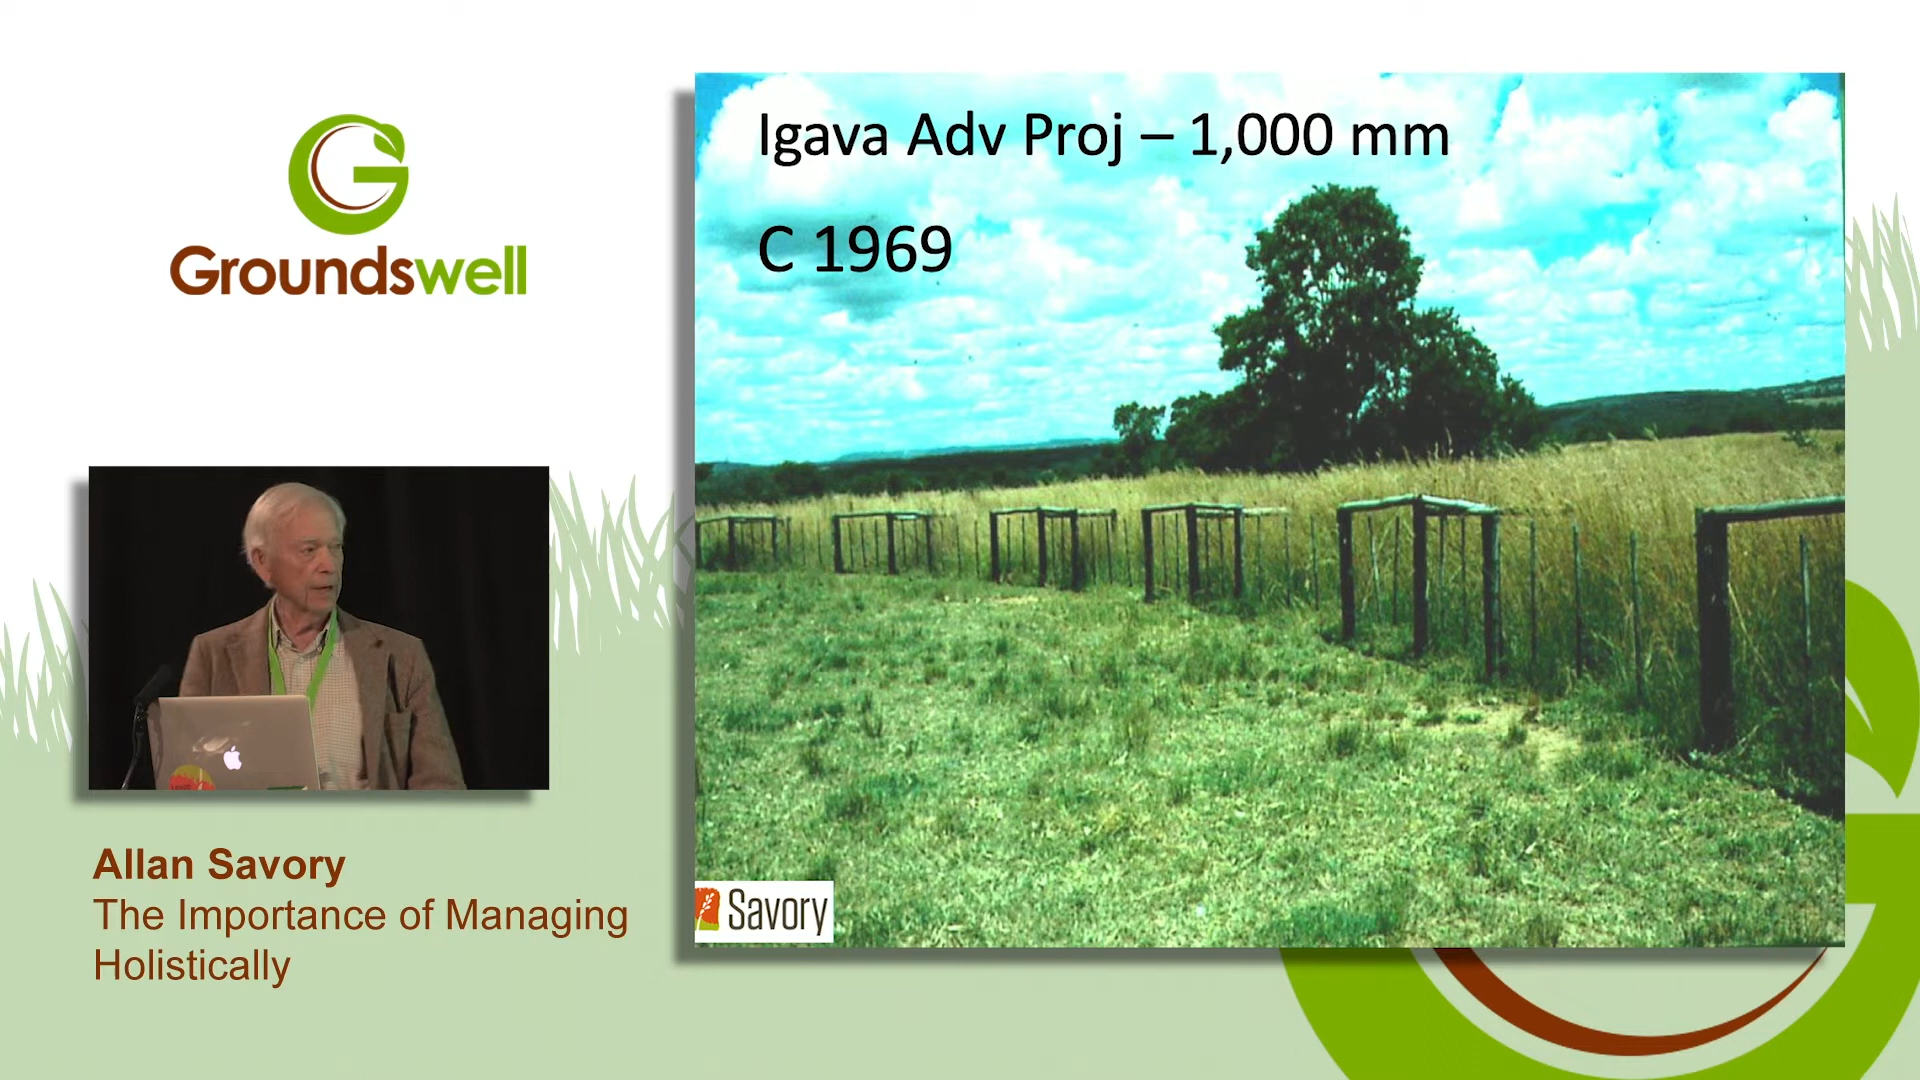 Groundswell
Igava Adv Proj – 1,000 mm
C 1969
Savory
Allan Savory
The Importance of Managing
Holistically